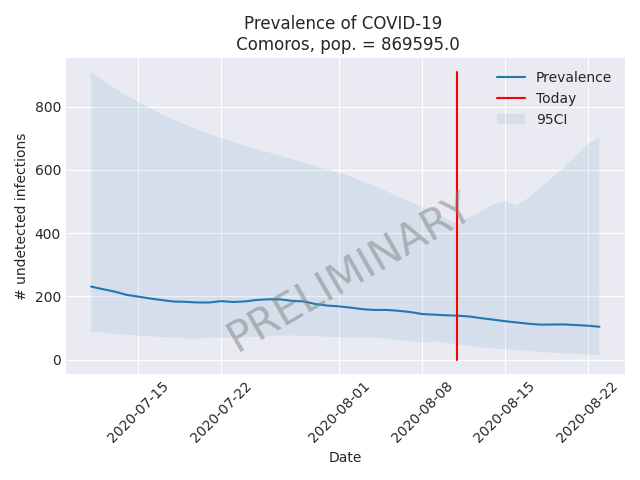 Prevalence of COVID-19
Comoros, pop. = 869595.0
Prevalence
Today
95CI
800
600
400
200
0
# undetected infections
PRELIMINARY
2020-07-15
2020-07-22
2020-08-01
2020-08-08
2020-08-15
2020-08-22
Date